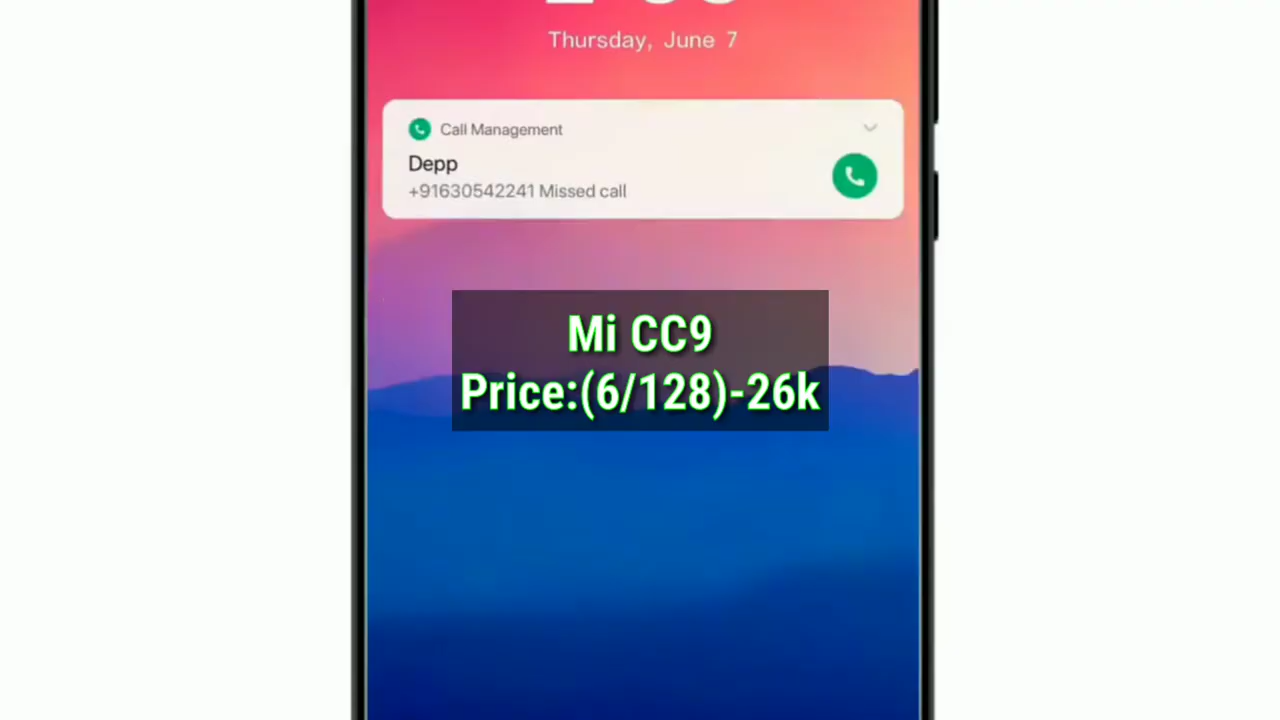 Thursday, June 7
Call Management
Depp
+91630542241 Missed call
Mi CC9
Price:(6/128)-26k